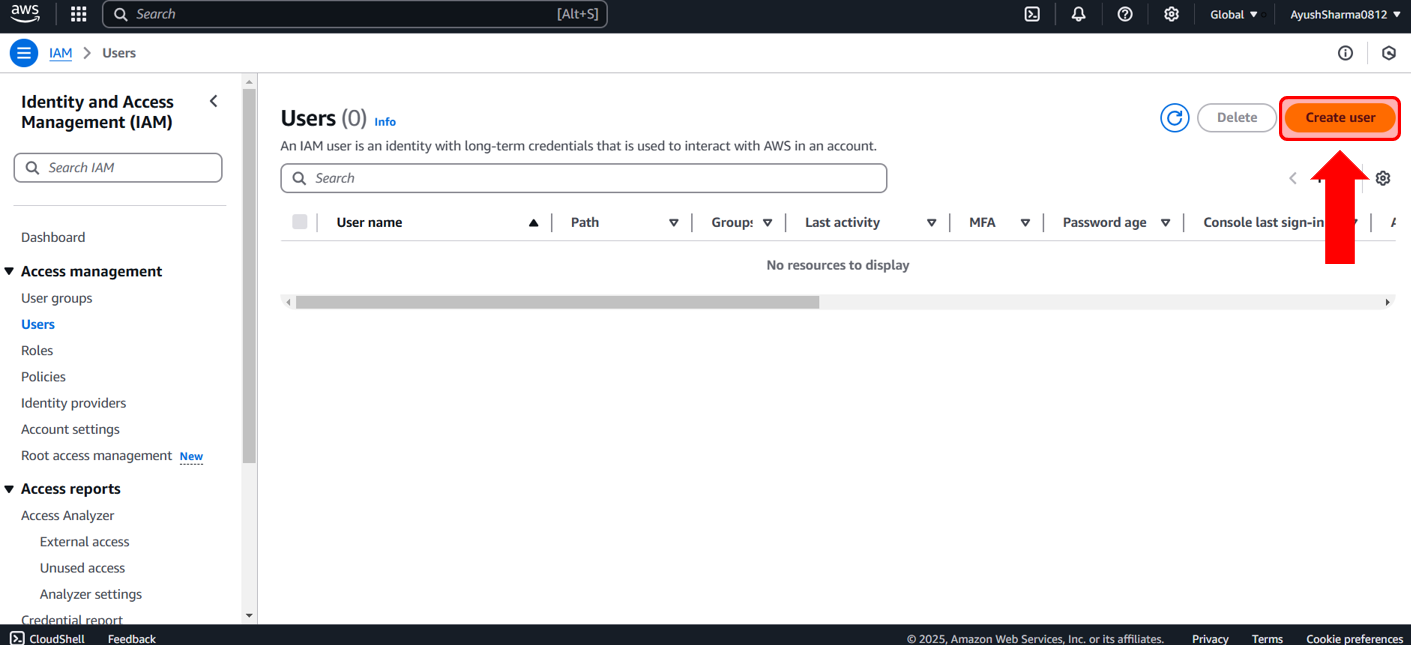 aws Search [Alt+S] Global AyushSharma0812
IAM > Users
Identity and Access
Management (IAM)
Search IAM
Dashboard
Access management
User groups
Users
Roles
Policies
Identity providers
Account settings
Root access management New
Access reports
Access Analyzer
External access
Unused access
Analyzer settings
Credential report
Users (0) Info
Delete Create user
An IAM user is an identity with long-term credentials that is used to interact with AWS in an account.
Search
User name Path Groups Last activity MFA Password age Console last sign-in
No resources to display
CloudShell Feedback © 2025, Amazon Web Services, Inc. or its affiliates. Privacy Terms Cookie preferences